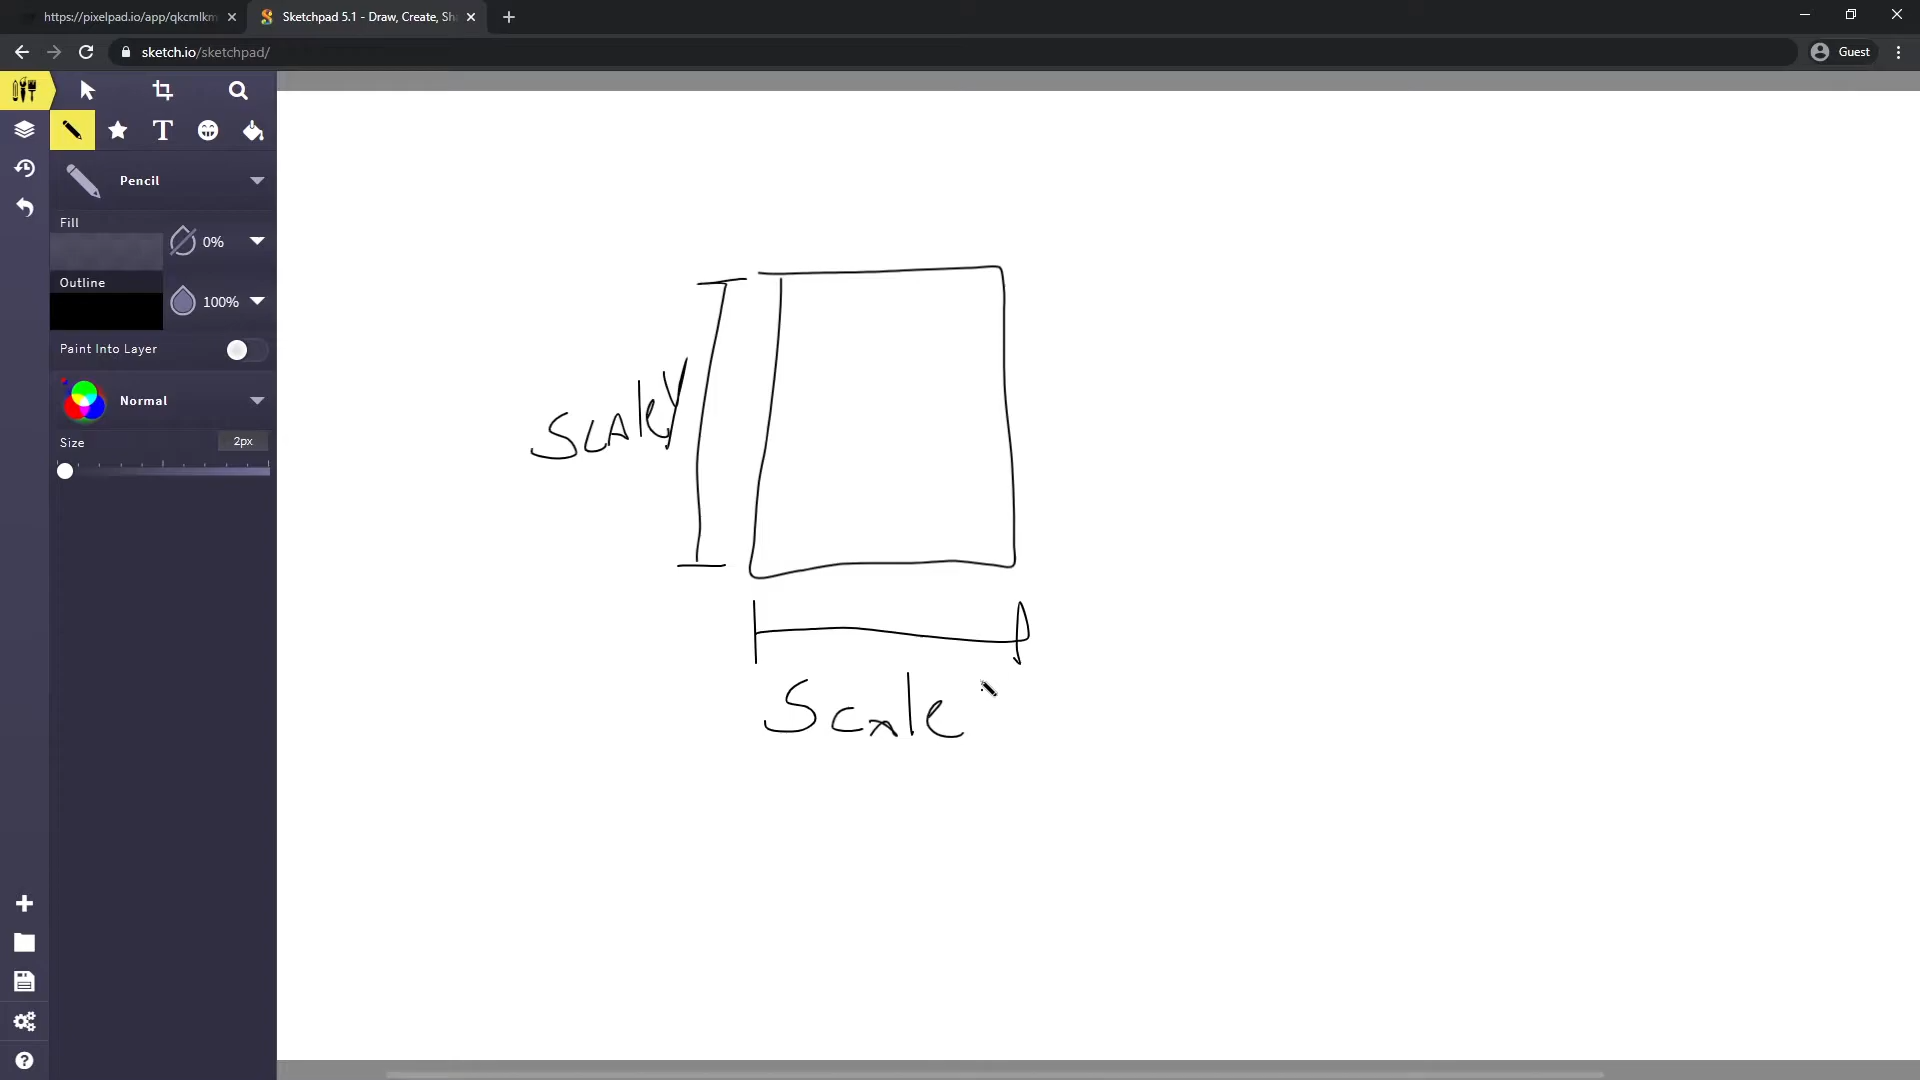 https://pixelpad.io/app/qkcmlkm
Sketchpad 5.1 - Draw, Create, Sha
sketch.io/sketchpad/
Guest
T
Pencil
Fill
0%
Outline
100%
Paint Into Layer
Normal
Size
2px
ScaleY
Scale